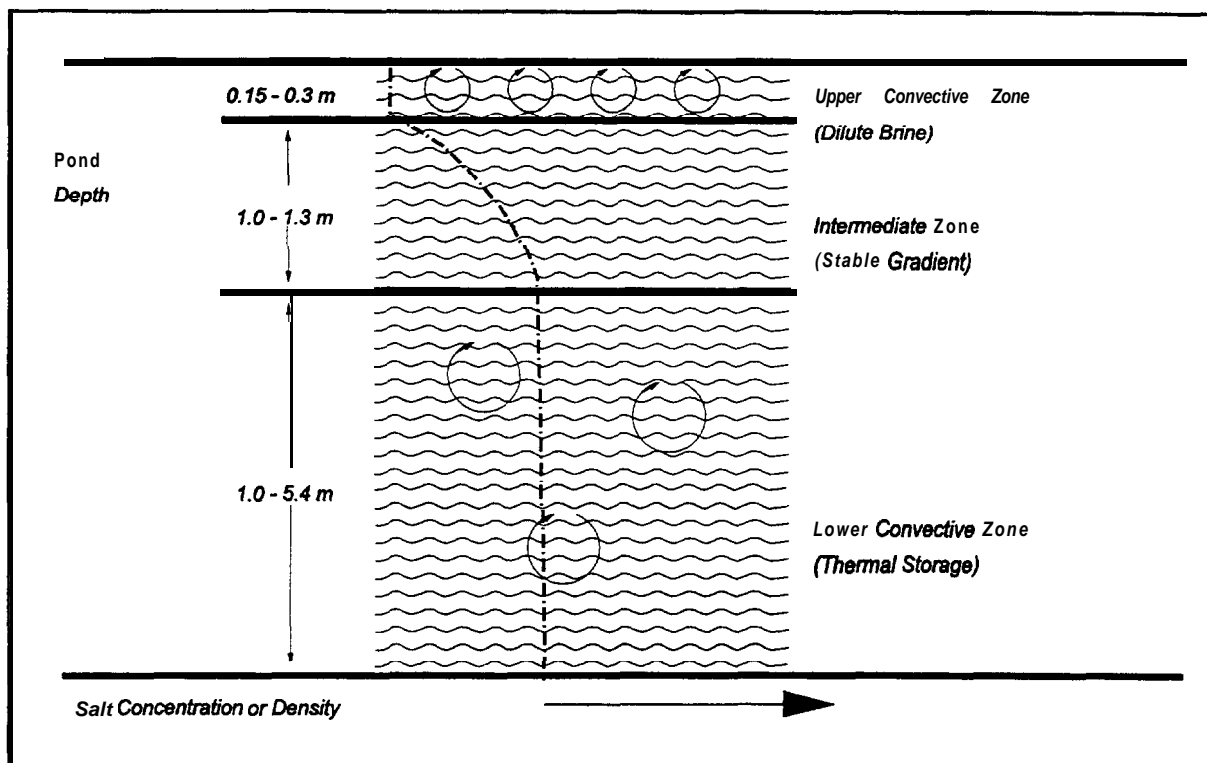 0.15 - 0.3 m
Upper Convective Zone
(Dilute Brine)
Pond
Depth
1.0 - 1.3 m
Intermediate Zone
(Stable Gradient)
1.0 - 5.4 m
Lower Convective Zone
(Thermal Storage)
Salt Concentration or Density